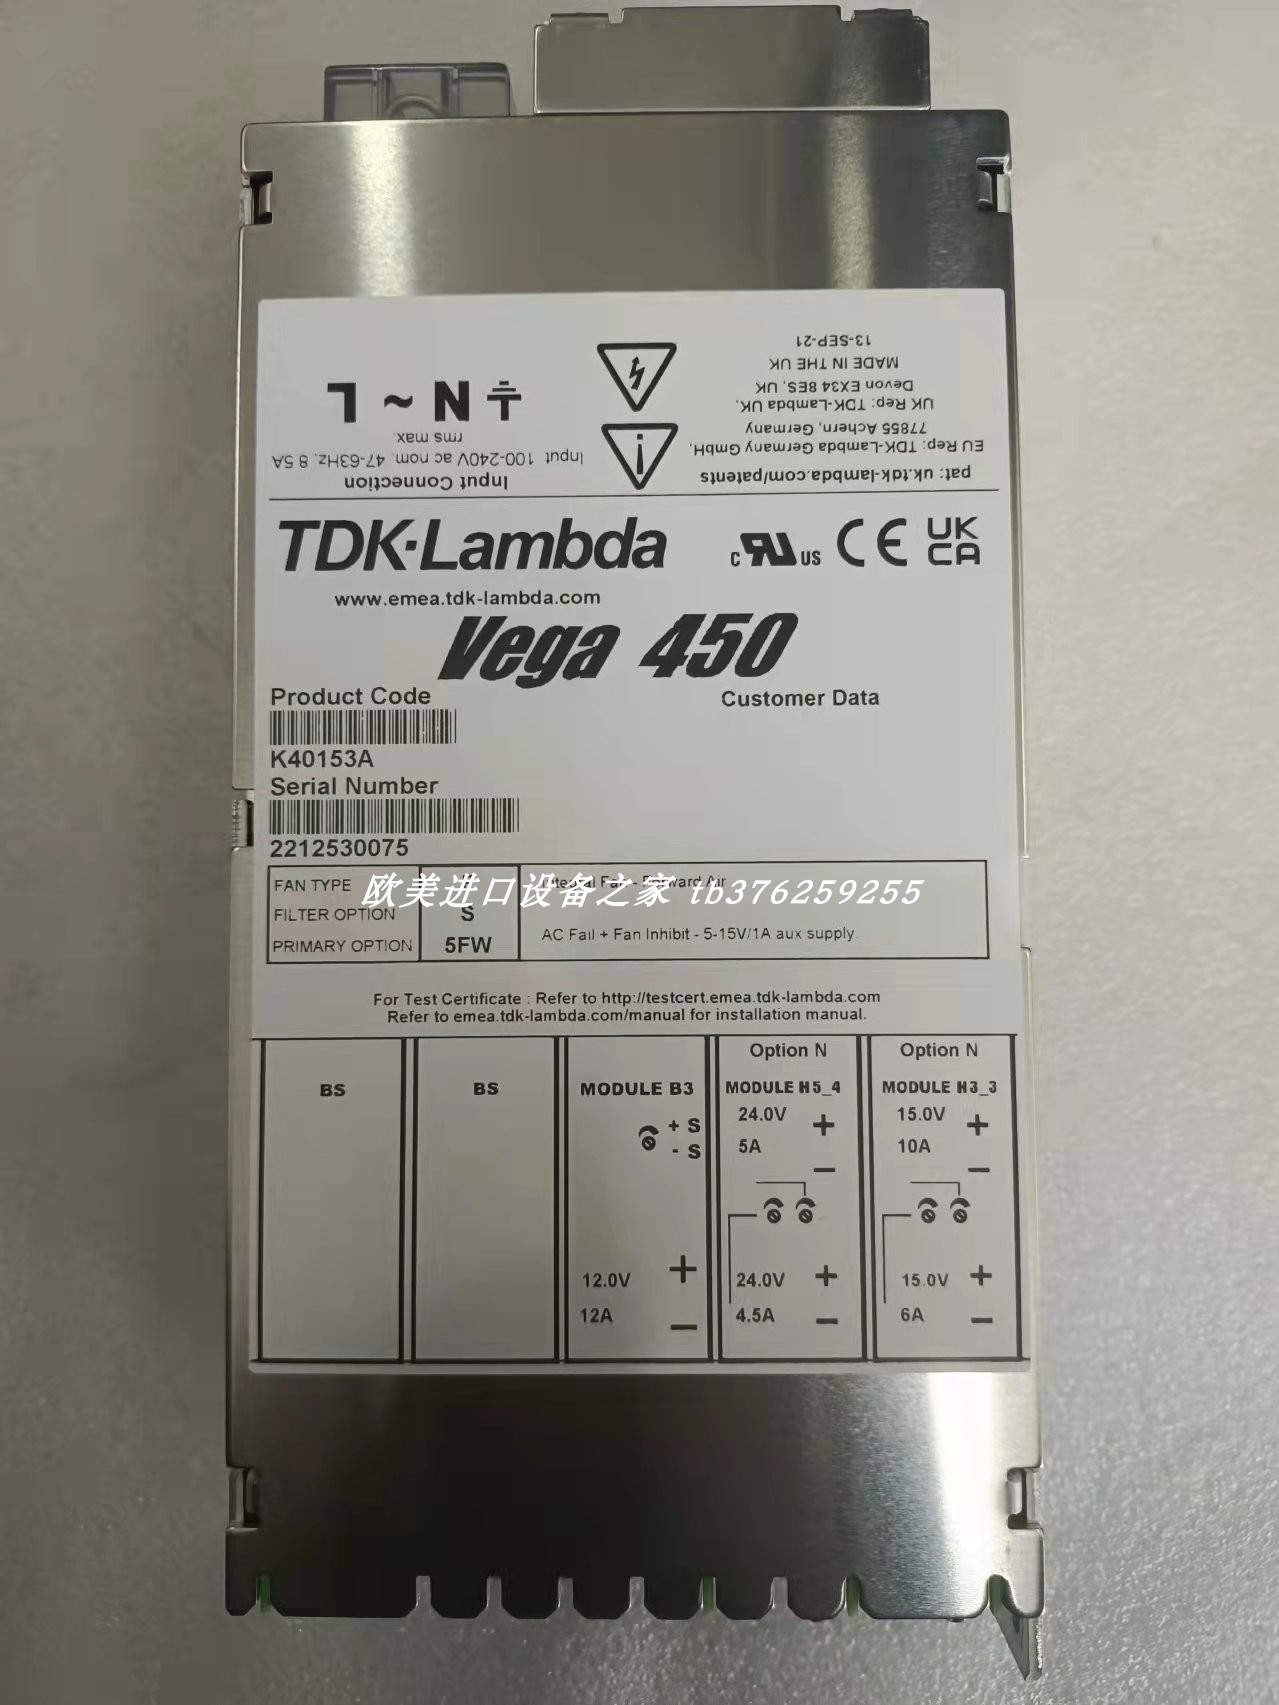 13-SEP-21
MADE IN THE UK
Devon EX34 8ES, UK
UK Rep: TDK-Lambda UK,
77855 Achern, Germany
EU Rep: TDK-Lambda Germany GmbH,
pat: uk.tdk-lambda.com/patents
L ~ N
rms max.
Input 100-240V ac nom. 47-63Hz. 8.5A
Input Connection
TDK·Lambda
c RU US CE UK CA
www.emea.tdk-lambda.com
Vega 450
Product Code
Customer Data
K40153A
Serial Number
2212530075
FAN TYPE Fan - Forward Air
欧美进口设备之家 tb376259255
FILTER OPTION S
PRIMARY OPTION 5FW AC Fail + Fan Inhibit - 5-15V/1A aux supply
For Test Certificate : Refer to http://testcert.emea.tdk-lambda.com
Refer to emea.tdk-lambda.com/manual for installation manual.
BS
BS
MODULE B3
+ S
- S
12.0V +
12A -
Option N
MODULE H5_4
24.0V +
5A -
24.0V +
4.5A -
Option N
MODULE H3_3
15.0V +
10A -
15.0V +
6A -